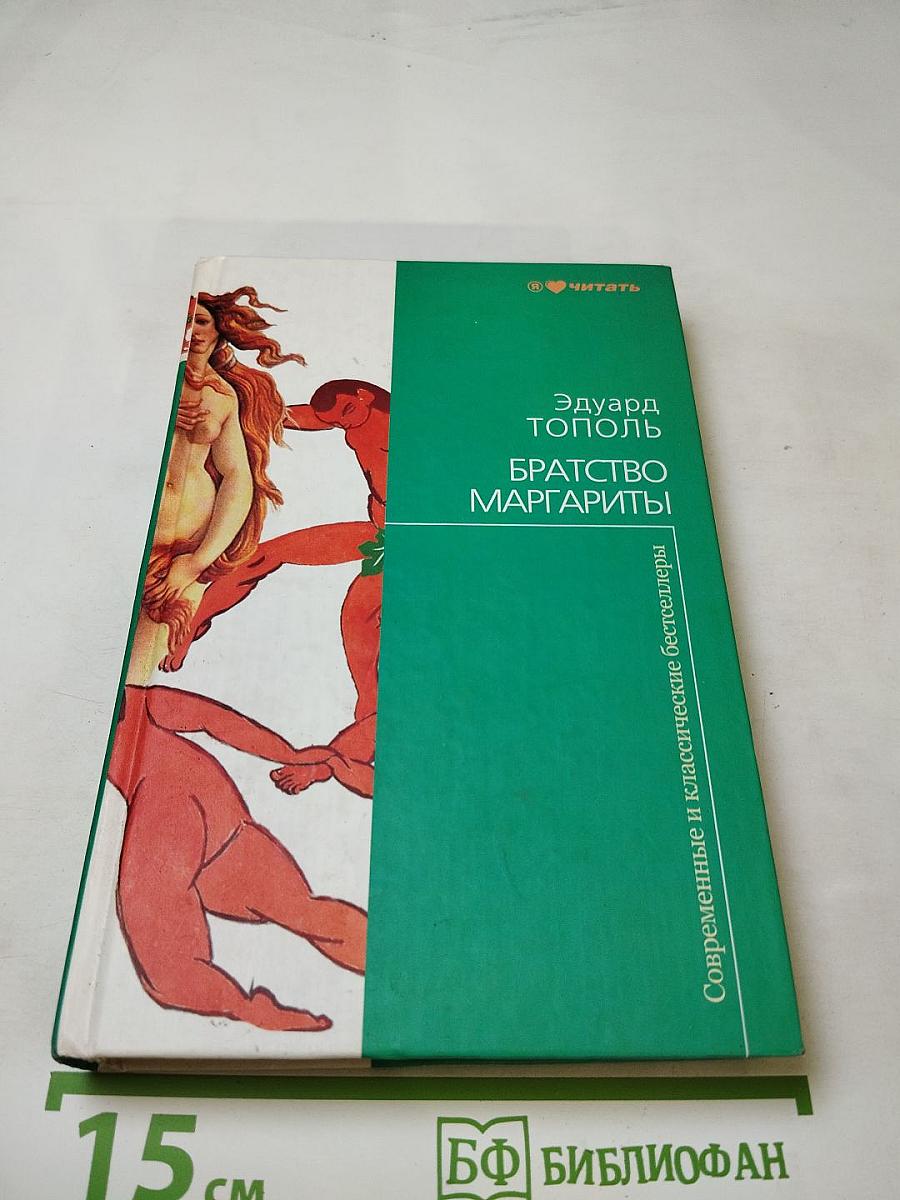 Я читать
Эдуард
ТОПОЛЬ
БРАТСТВО
МАРГАРИТЫ
Современные и классические бестселлеры
15 см
БФ БИБЛИОФАН